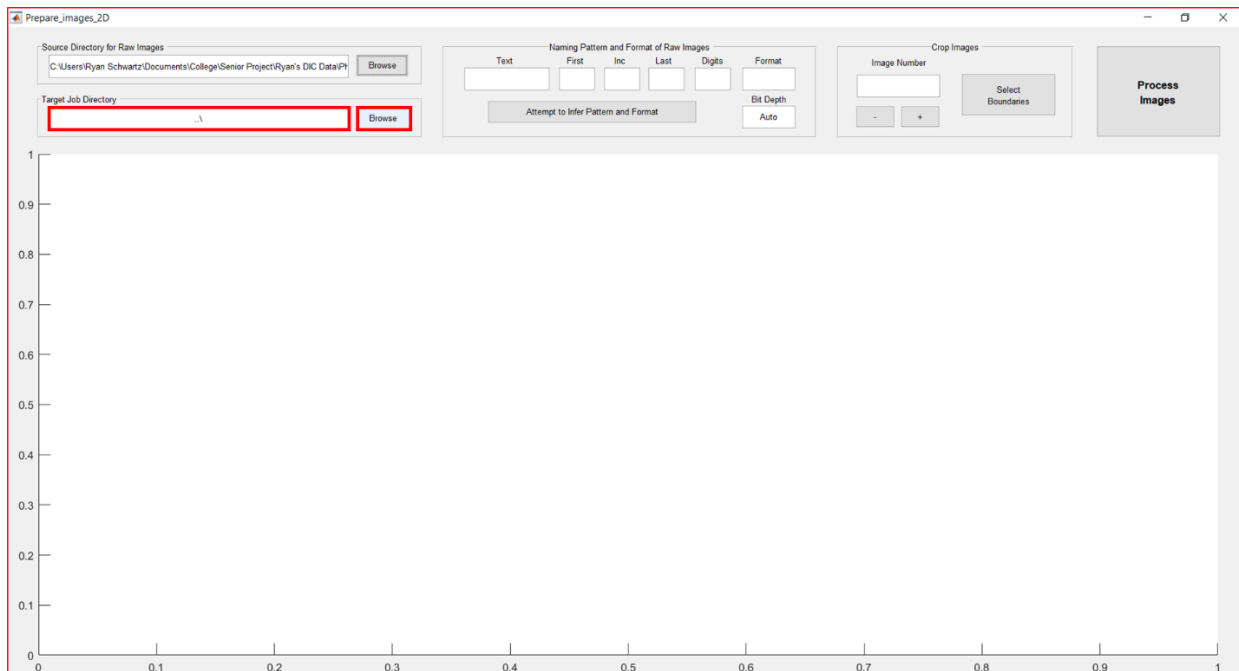 Prepare_images_2D
Source Directory for Raw Images
C:\Users\Ryan Schwartz\Documents\College\Senior Project\Ryan's DIC Data\Ph
Browse
Target Job Directory
..\
Browse
Naming Pattern and Format of Raw Images
Text First Inc Last Digits Format
Attempt to Infer Pattern and Format
Bit Depth
Auto
Crop Images
Image Number
Select
Boundaries
- +
Process
Images
1
0.9
0.8
0.7
0.6
0.5
0.4
0.3
0.2
0.1
0
0 0.1 0.2 0.3 0.4 0.5 0.6 0.7 0.8 0.9 1